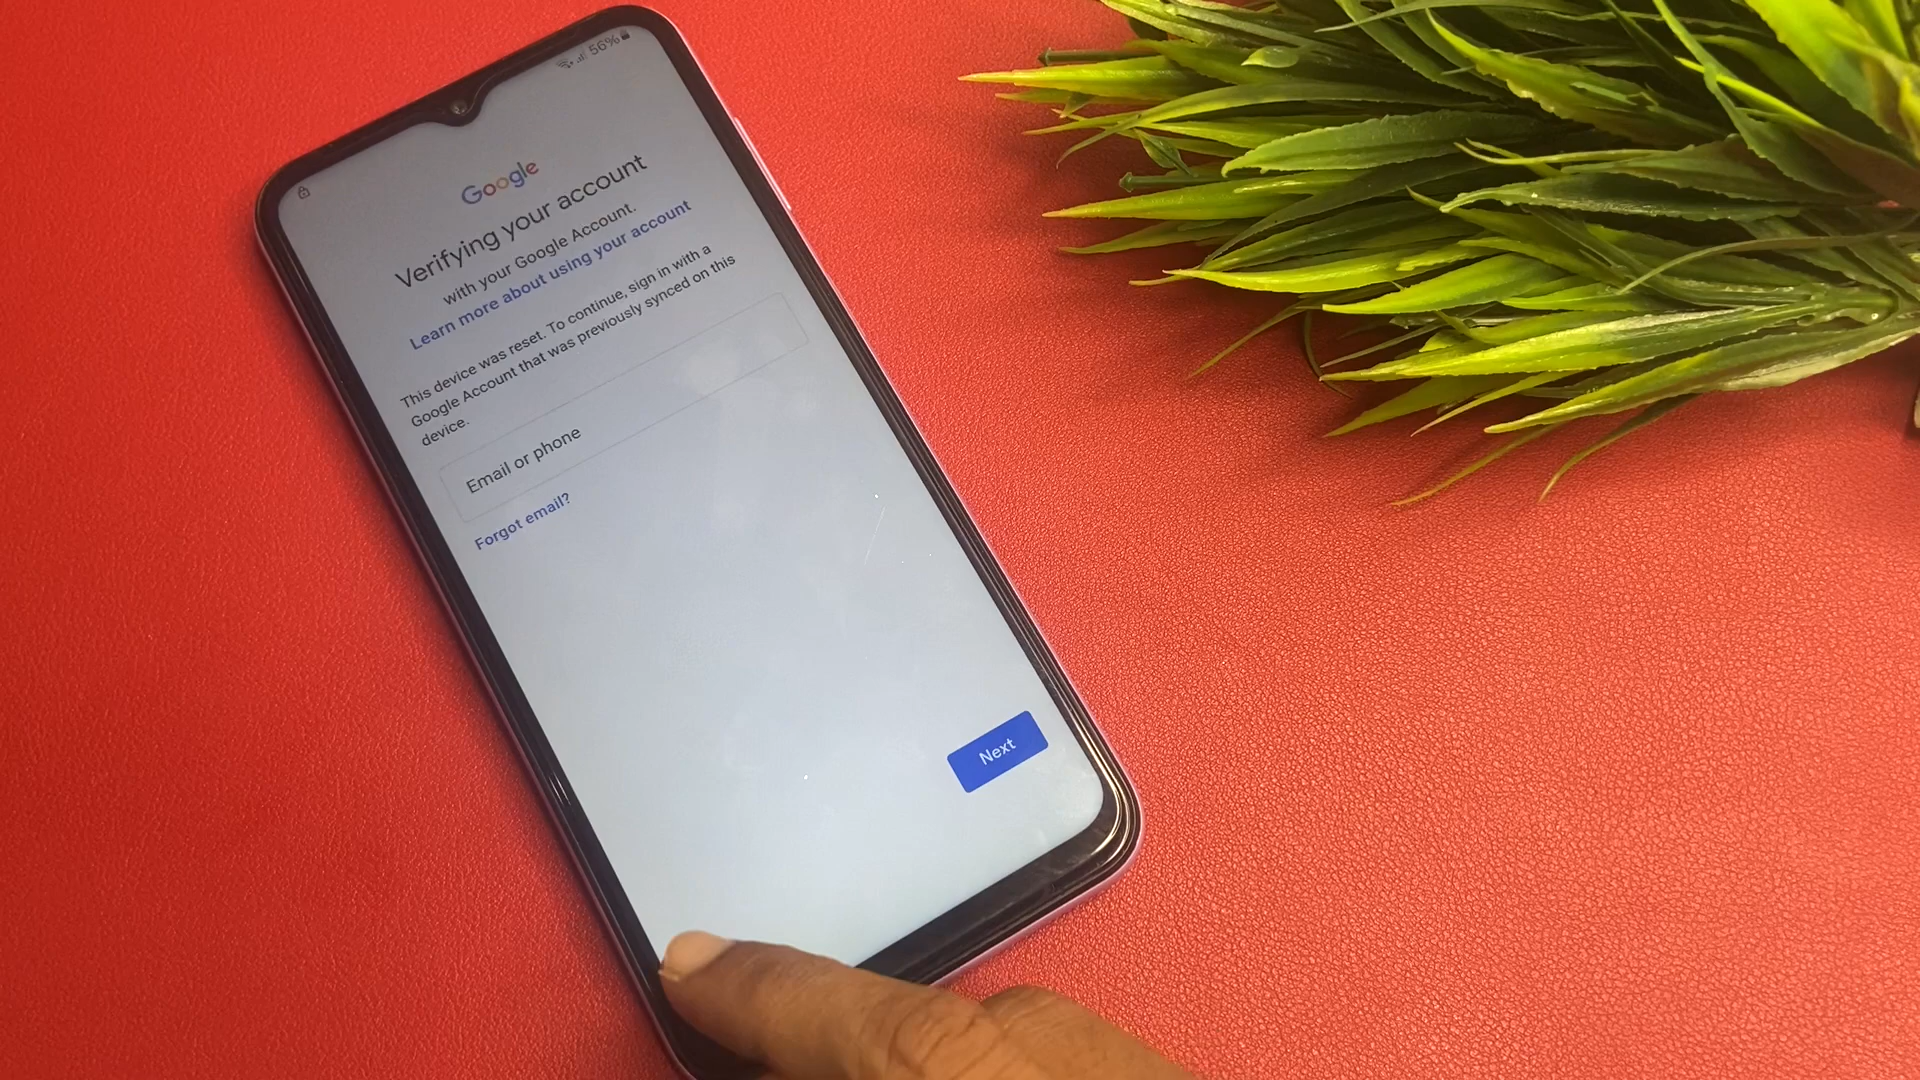 56%
Google
Verifying your account
with your Google Account.
Learn more about using your account
This device was reset. To continue, sign in with a
Google Account that was previously synced on this
device.
Email or phone
Forgot email?
Next